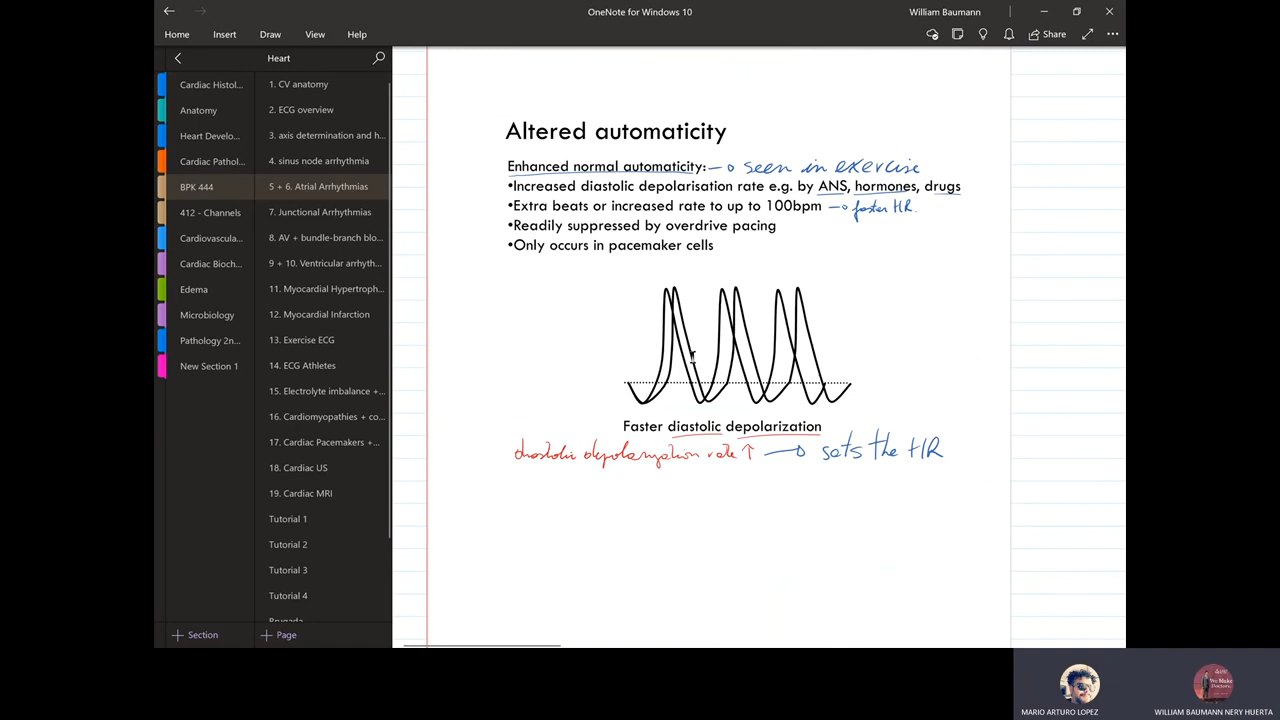 OneNote for Windows 10
William Baumann
Home Insert Draw View Help
Share
Heart
Cardiac Histol...
Anatomy
Heart Develo...
Cardiac Pathol...
BPK 444
412 - Channels
Cardiovascula...
Cardiac Bioch...
Edema
Microbiology
Pathology 2n...
New Section 1
Section
1. CV anatomy
2. ECG overview
3. axis determination and h...
4. sinus node arrhythmia
5 + 6. Atrial Arrhythmias
7. Junctional Arrhythmias
8. AV + bundle-branch blo...
9 + 10. Ventricular arrhyth...
11. Myocardial Hypertroph...
12. Myocardial Infarction
13. Exercise ECG
14. ECG Athletes
15. Electrolyte imbalance +...
16. Cardiomyopathies + co...
17. Cardiac Pacemakers +...
18. Cardiac US
19. Cardiac MRI
Tutorial 1
Tutorial 2
Tutorial 3
Tutorial 4
Page
Altered automaticity
Enhanced normal automaticity: seen in exercise
•Increased diastolic depolarisation rate e.g. by ANS, hormones, drugs
•Extra beats or increased rate to up to 100bpm faster HR.
•Readily suppressed by overdrive pacing
•Only occurs in pacemaker cells
Faster diastolic depolarization
diastolic depolarization rate ↑ sets the HR
MARIO ARTURO LOPEZ
WILLIAM BAUMANN NERY HUERTA